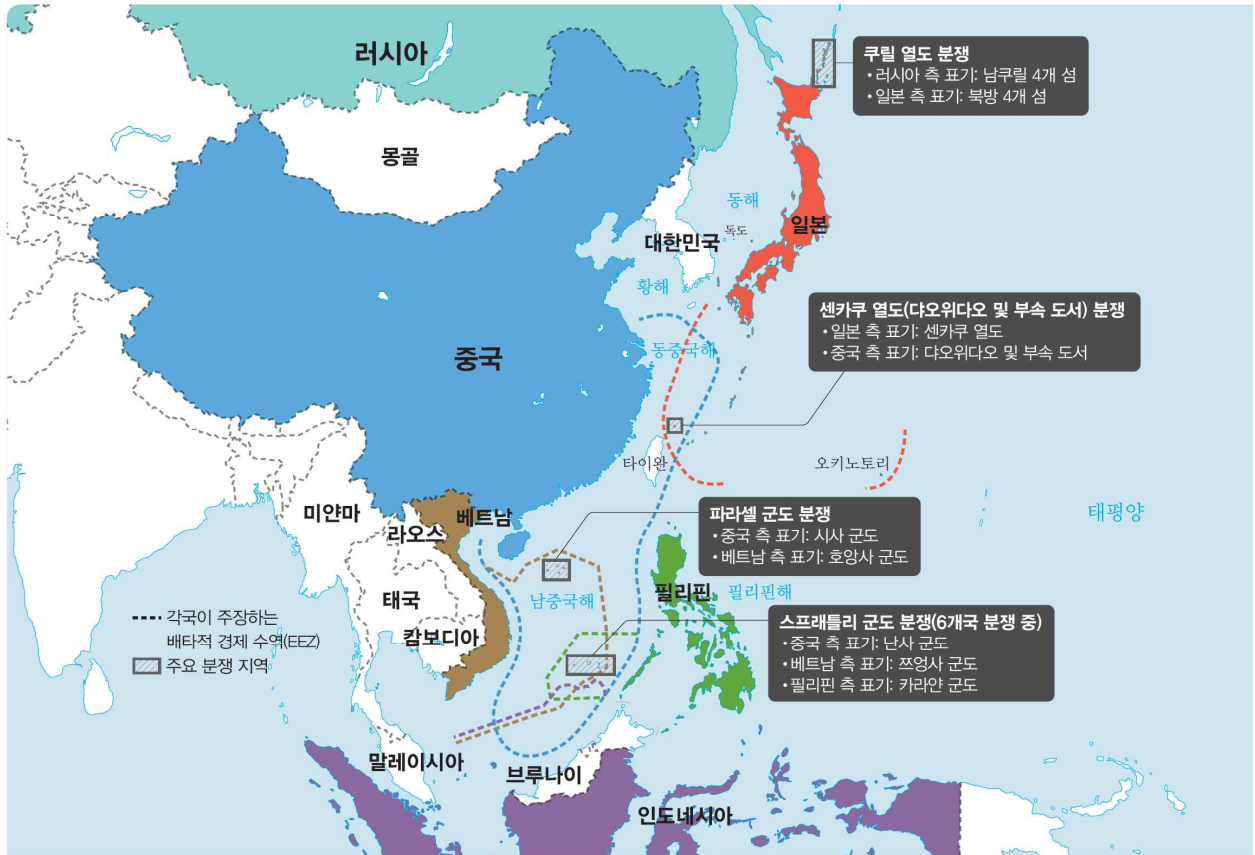 러시아
쿠릴 열도 분쟁
• 러시아 측 표기: 남쿠릴 4개 섬
• 일본 측 표기: 북방 4개 섬
몽골
동해
독도
일본
대한민국
황해
센카쿠 열도(댜오위다오 및 부속 도서) 분쟁
• 일본 측 표기: 센카쿠 열도
• 중국 측 표기: 댜오위다오 및 부속 도서
동중국해
중국
타이완
오키노토리
태평양
미얀마
라오스
베트남
파라셀 군도 분쟁
• 중국 측 표기: 시사 군도
• 베트남 측 표기: 호앙사 군도
태국
남중국해
필리핀
필리핀해
캄보디아
각국이 주장하는
배타적 경제 수역(EEZ)
주요 분쟁 지역
스프래틀리 군도 분쟁(6개국 분쟁 중)
• 중국 측 표기: 난사 군도
• 베트남 측 표기: 쯔엉사 군도
• 필리핀 측 표기: 카라얀 군도
말레이시아
브루나이
인도네시아